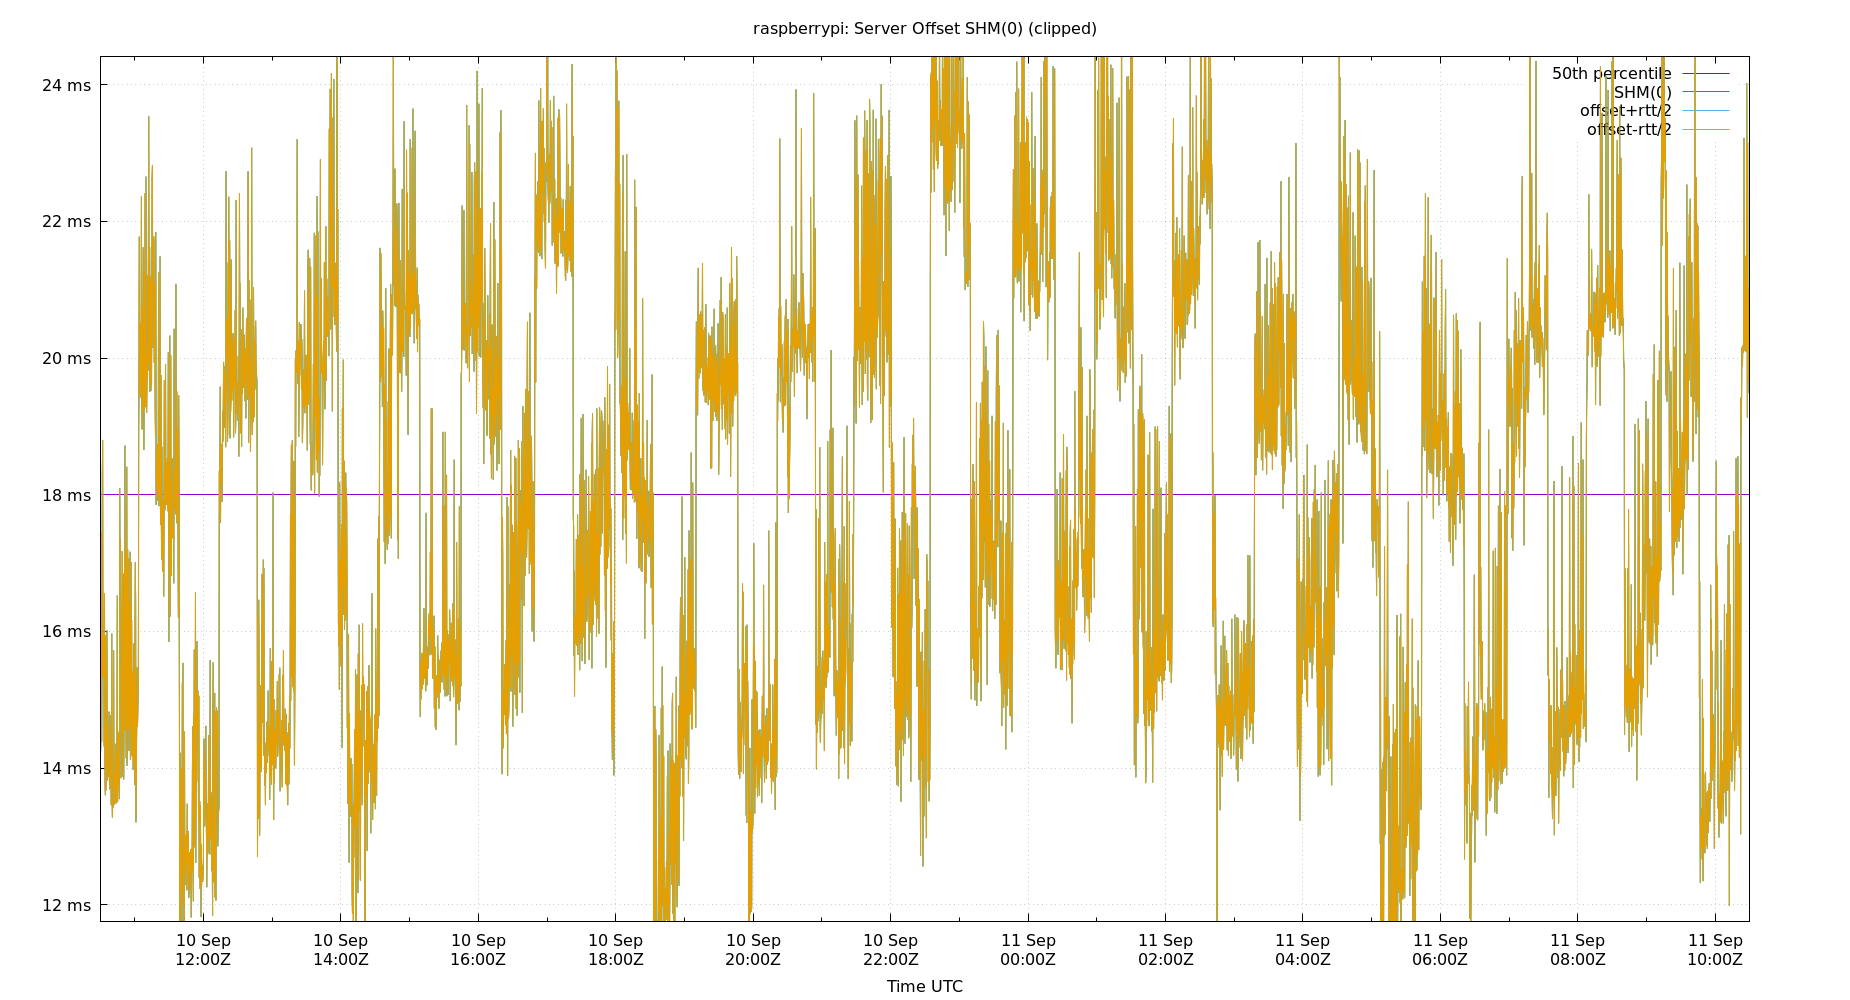 raspberrypi: Server Offset SHM(0) (clipped)
24 ms
22 ms
20 ms
18 ms
16 ms
14 ms
12 ms
50th percentile
SHM(0)
offset+rtt/2
offset-rtt/2
10 Sep 10 Sep 10 Sep 10 Sep 10 Sep 10 Sep 11 Sep 11 Sep 11 Sep 11 Sep 11 Sep 11 Sep
12:00Z 14:00Z 16:00Z 18:00Z 20:00Z 22:00Z 00:00Z 02:00Z 04:00Z 06:00Z 08:00Z 10:00Z
Time UTC